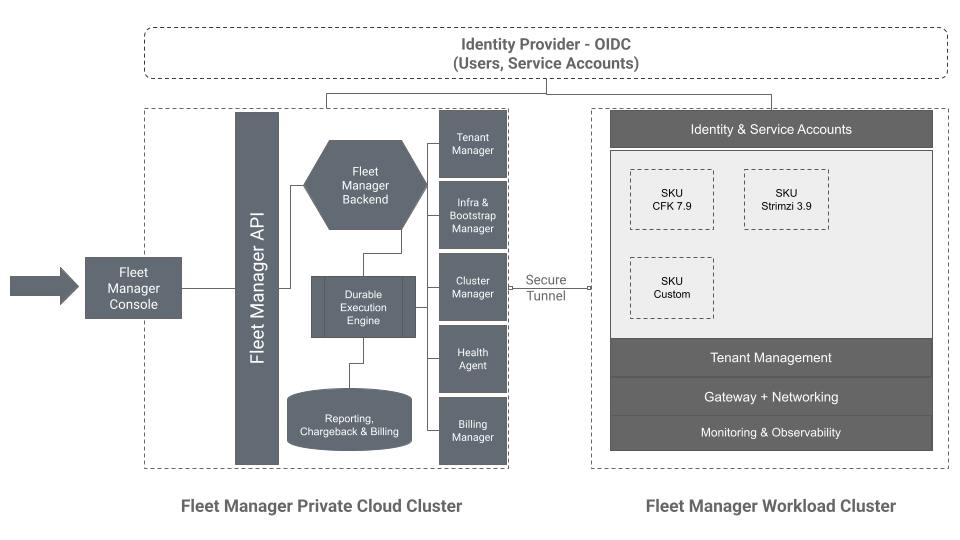 Identity Provider - OIDC
(Users, Service Accounts)
Fleet
Manager
Console
Fleet Manager API
Fleet
Manager
Backend
Durable
Execution
Engine
Reporting,
Chargeback & Billing
Tenant
Manager
Infra &
Bootstrap
Manager
Cluster
Manager
Health
Agent
Billing
Manager
Secure
Tunnel
Identity & Service Accounts
SKU
CFK 7.9
SKU
Strimzi 3.9
SKU
Custom
Tenant Management
Gateway + Networking
Monitoring & Observability
Fleet Manager Private Cloud Cluster
Fleet Manager Workload Cluster